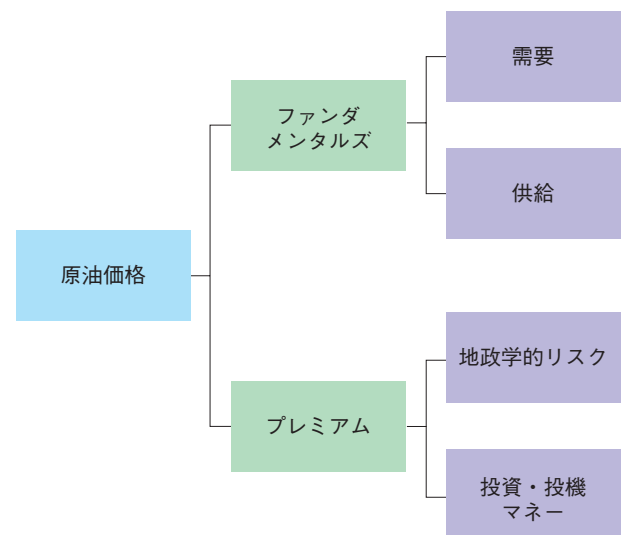 原油価格
ファンダ
メンタルズ
需要
供給
プレミアム
地政学的リスク
投資・投機
マネー